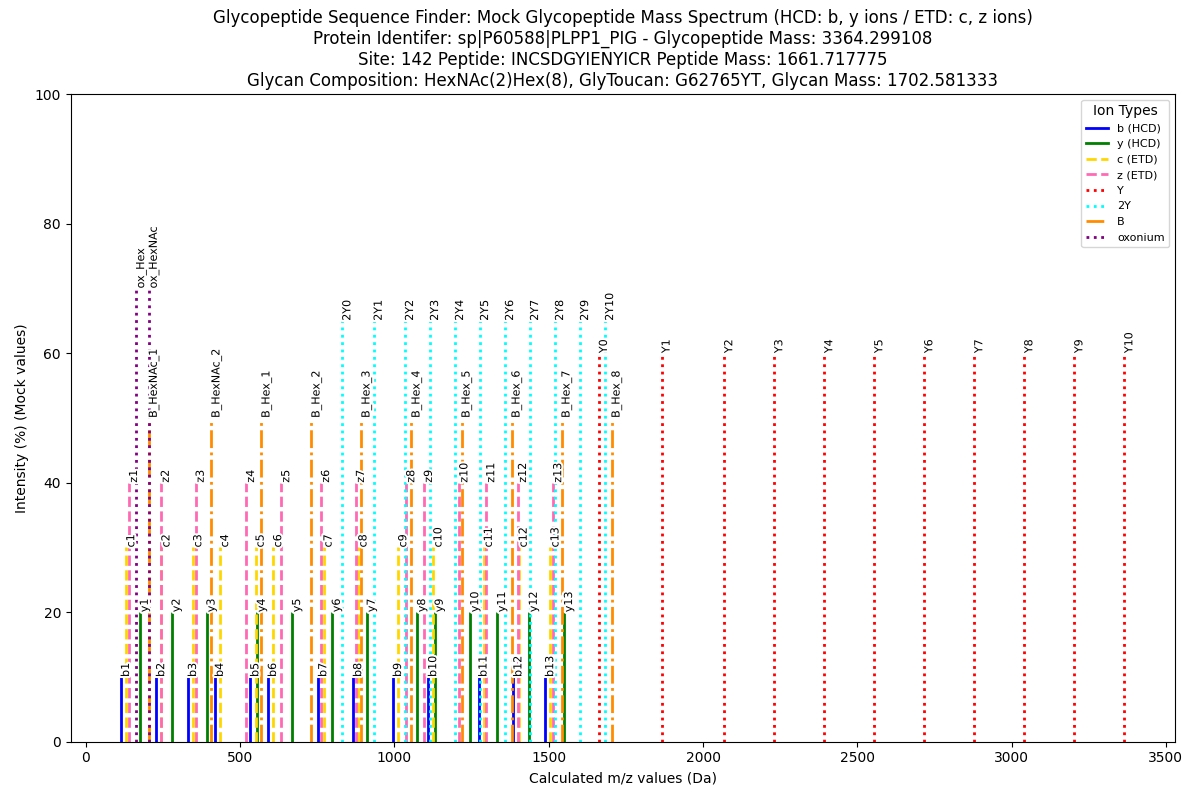 Glycopeptide Sequence Finder: Mock Glycopeptide Mass Spectrum (HCD: b, y ions / ETD: c, z ions)
Protein Identifer: sp|P60588|PLPP1_PIG - Glycopeptide Mass: 3364.299108
Site: 142 Peptide: INCSDGYIENYICR Peptide Mass: 1661.717775
Glycan Composition: HexNAc(2)Hex(8), GlyToucan: G62765YT, Glycan Mass: 1702.581333
Ion Types
b (HCD)
y (HCD)
c (ETD)
z (ETD)
Y
2Y
B
oxonium
Intensity (%) (Mock values)
100
80
60
40
20
0
ox_Hex
ox_HexNAc
2Y0
2Y1
2Y2
2Y3
2Y4
2Y5
2Y6
2Y7
2Y8
2Y9
2Y10
Y0
Y1
Y2
Y3
Y4
Y5
Y6
Y7
Y8
Y9
Y10
B_HexNAc_1
B_HexNAc_2
B_Hex_1
B_Hex_2
B_Hex_3
B_Hex_4
B_Hex_5
B_Hex_6
B_Hex_7
B_Hex_8
z1
z2
z3
z4
z5
z6
z7
z8
z9
z10
z11
z12
z13
c1
c2
c3
c4
c5
c6
c7
c8
c9
c10
c11
c12
c13
y1
y2
y3
y4
y5
y6
y7
y8
y9
y10
y11
y12
y13
b1
b2
b3
b4
b5
b6
b7
b8
b9
b10
b11
b12
b13
0
500
1000
1500
2000
2500
3000
3500
Calculated m/z values (Da)